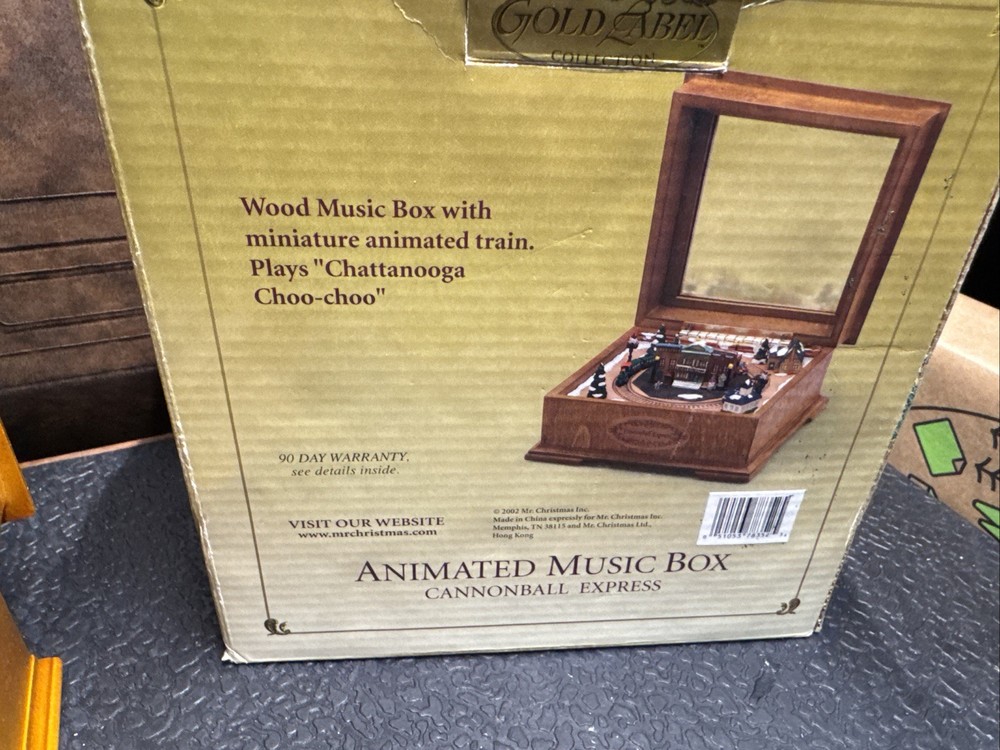 GOLD LABEL
COLLECTION
Wood Music Box with
miniature animated train.
Plays "Chattanooga
Choo-choo"
90 DAY WARRANTY,
see details inside.
VISIT OUR WEBSITE
www.mrchristmas.com
© 2002 Mr. Christmas Inc.
Made in China expressly for Mr. Christmas Inc.
Memphis, TN 38115 and Mr. Christmas Ltd.,
Hong Kong
ANIMATED MUSIC BOX
CANNONBALL EXPRESS